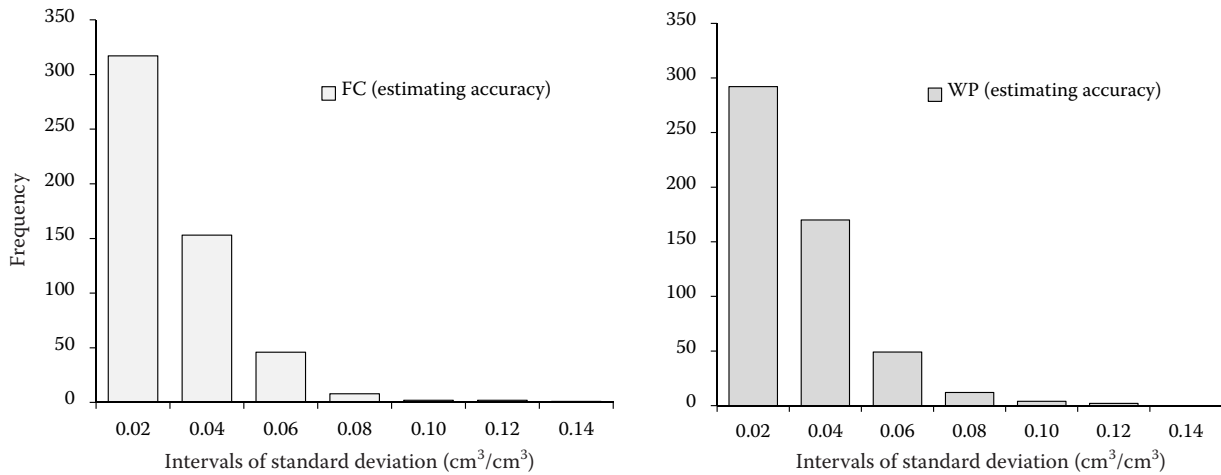 350
300
250
200
150
100
50
0
Frequency
FC (estimating accuracy)
0.02 0.04 0.06 0.08 0.10 0.12 0.14
Intervals of standard deviation (cm³/cm³)
350
300
250
200
150
100
50
0
WP (estimating accuracy)
0.02 0.04 0.06 0.08 0.10 0.12 0.14
Intervals of standard deviation (cm³/cm³)